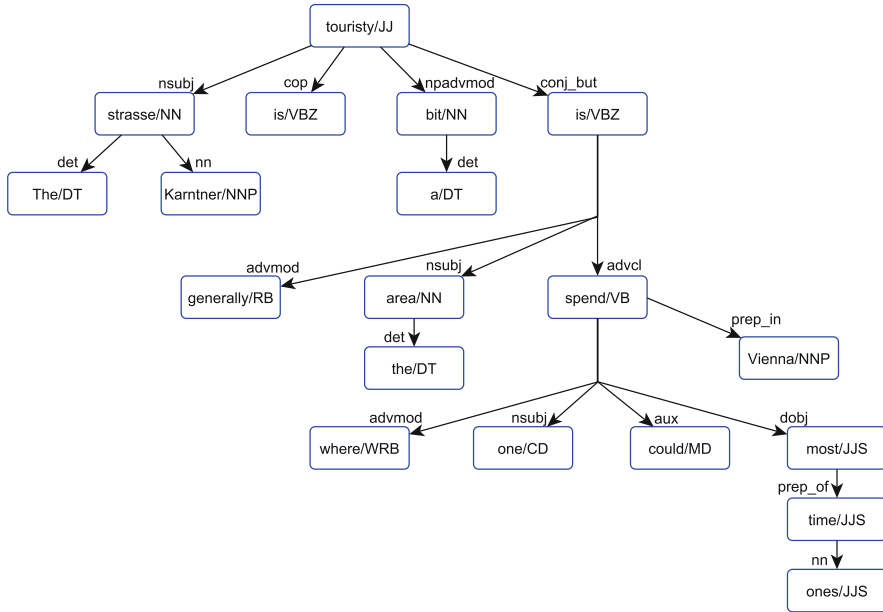 touristy/JJ
nsubj cop npadvmod conj_but
strasse/NN is/VBZ bit/NN is/VBZ
det nn det
The/DT Karntner/NNP a/DT
advmod nsubj advcl
generally/RB area/NN spend/VB
prep_in
det
the/DT Vienna/NNP
advmod nsubj aux dobj
where/WRB one/CD could/MD most/JJS
prep_of
time/JJS
nn
ones/JJS